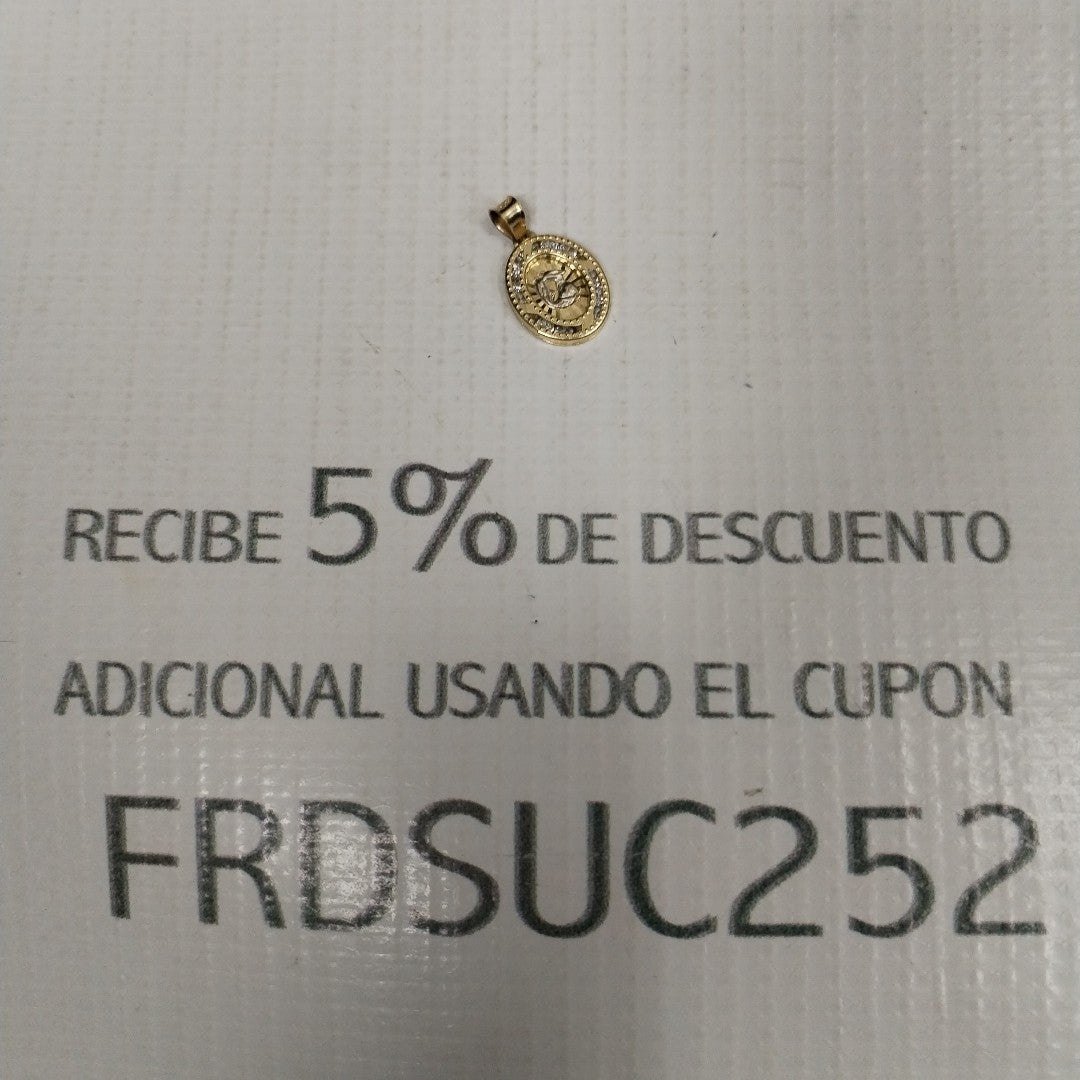 RECIBE 5% DE DESCUENTO
ADICIONAL USANDO EL CUPON
FRDSUC252